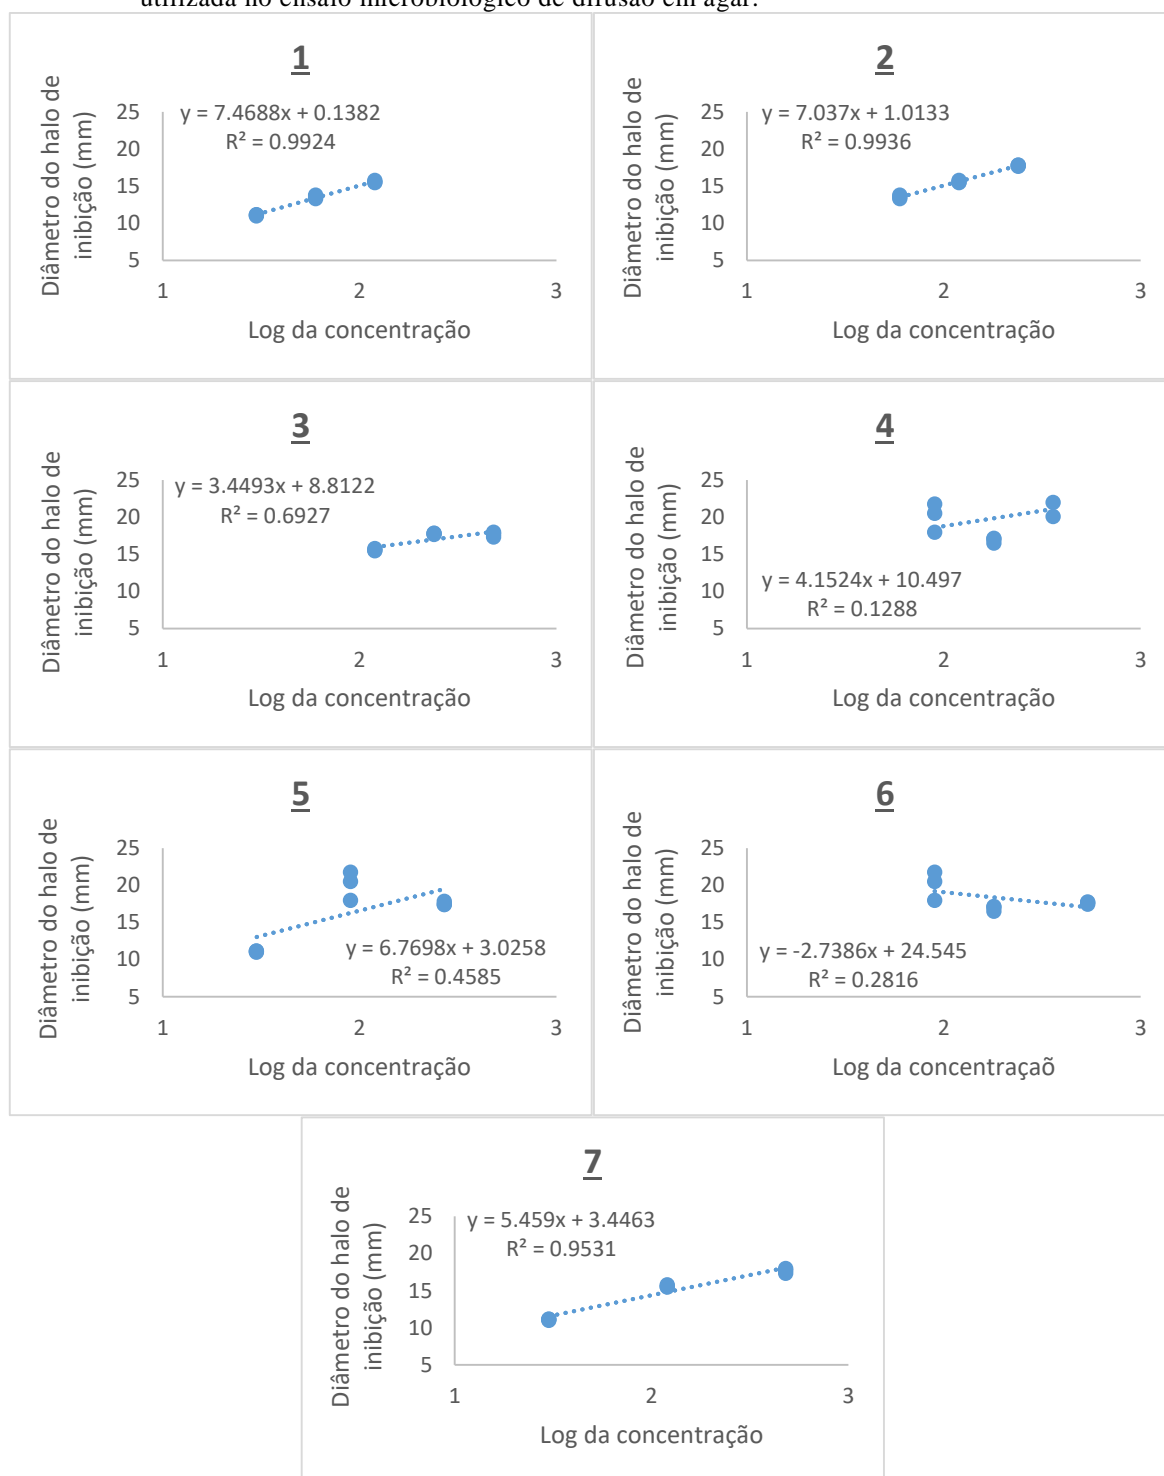 utilizada no ensaio microbiológico de difusão em ágar.
1
Diâmetro do halo de
inibição (mm)
y = 7.4688x + 0.1382
R² = 0.9924
25
20
15
10
5
1 2 3
Log da concentração
2
Diâmetro do halo de
inibição (mm)
y = 7.037x + 1.0133
R² = 0.9936
25
20
15
10
5
1 2 3
Log da concentração
3
Diâmetro do halo de
inibição (mm)
y = 3.4493x + 8.8122
R² = 0.6927
25
20
15
10
5
1 2 3
Log da concentração
4
Diâmetro do halo de
inibição (mm)
25
20
15
10
5
y = 4.1524x + 10.497
R² = 0.1288
1 2 3
Log da concentração
5
Diâmetro do halo de
inibição (mm)
25
20
15
10
5
y = 6.7698x + 3.0258
R² = 0.4585
1 2 3
Log da concentração
6
Diâmetro do halo de
inibição (mm)
25
20
15
10
5
y = -2.7386x + 24.545
R² = 0.2816
1 2 3
Log da concentraçaõ
7
Diâmetro do halo de
inibição (mm)
y = 5.459x + 3.4463
R² = 0.9531
25
20
15
10
5
1 2 3
Log da concentração